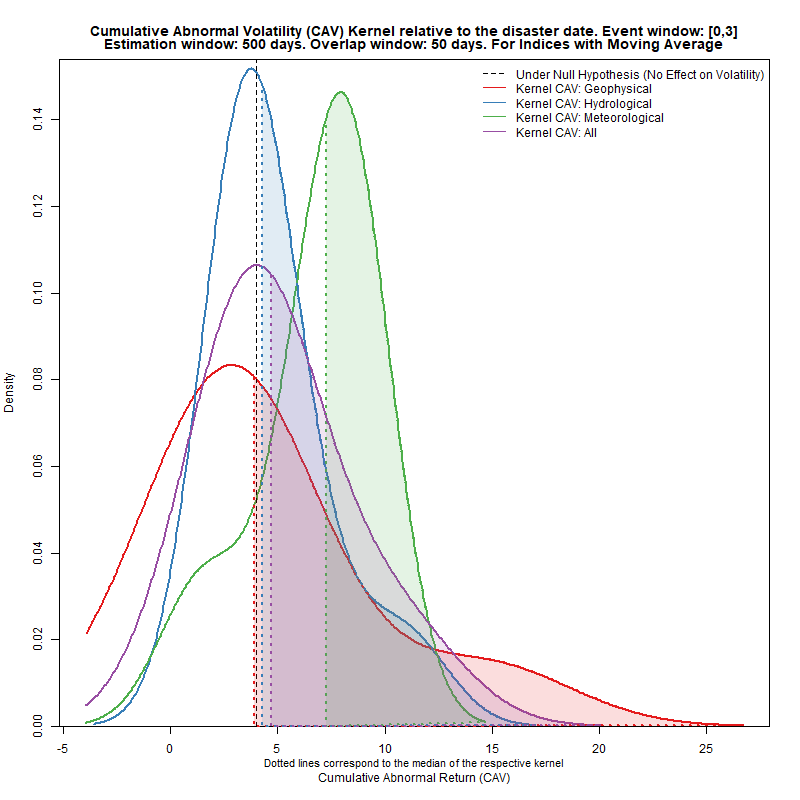 Cumulative Abnormal Volatility (CAV) Kernel relative to the disaster date. Event window: [0,3]
Estimation window: 500 days. Overlap window: 50 days. For Indices with Moving Average
Under Null Hypothesis (No Effect on Volatility)
Kernel CAV: Geophysical
Kernel CAV: Hydrological
Kernel CAV: Meteorological
Kernel CAV: All
Density
0.14
0.12
0.10
0.08
0.06
0.04
0.02
0.00
-5 0 5 10 15 20 25
Dotted lines correspond to the median of the respective kernel
Cumulative Abnormal Return (CAV)